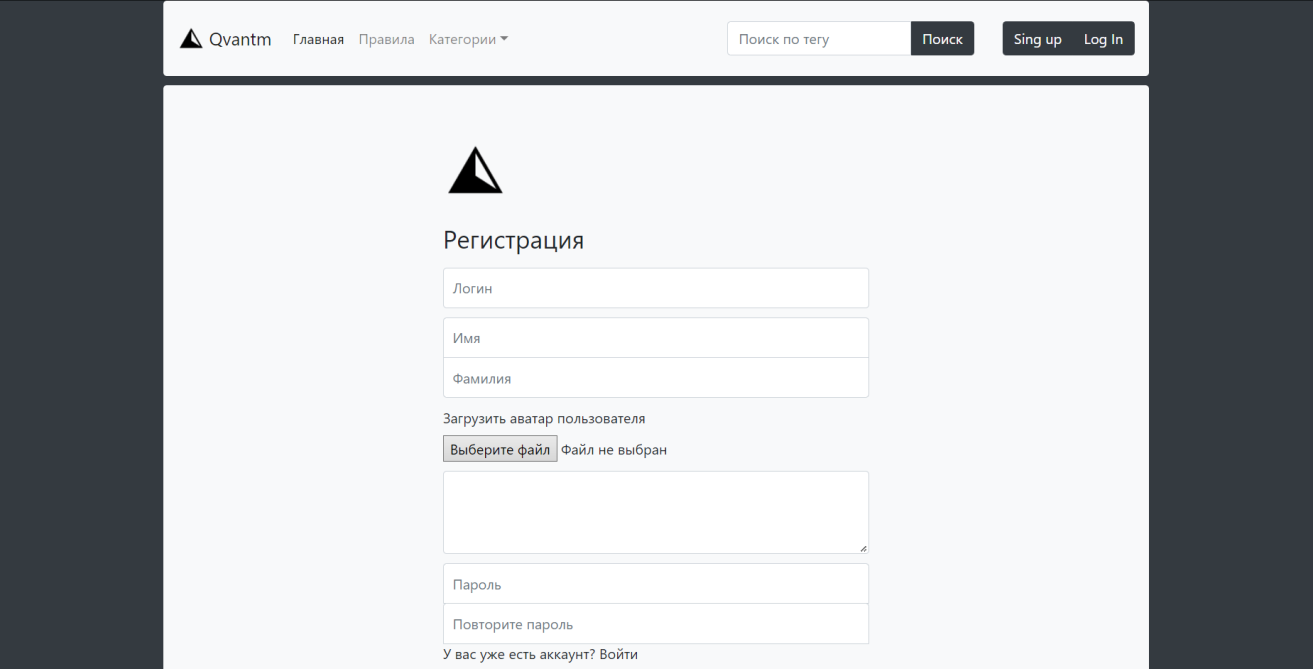 Qvantm Главная Правила Категории Поиск по тегу Поиск Sing up Log In
Регистрация
Логин
Имя
Фамилия
Загрузить аватар пользователя
Выберите файл Файл не выбран
Пароль
Повторите пароль
У вас уже есть аккаунт? Войти